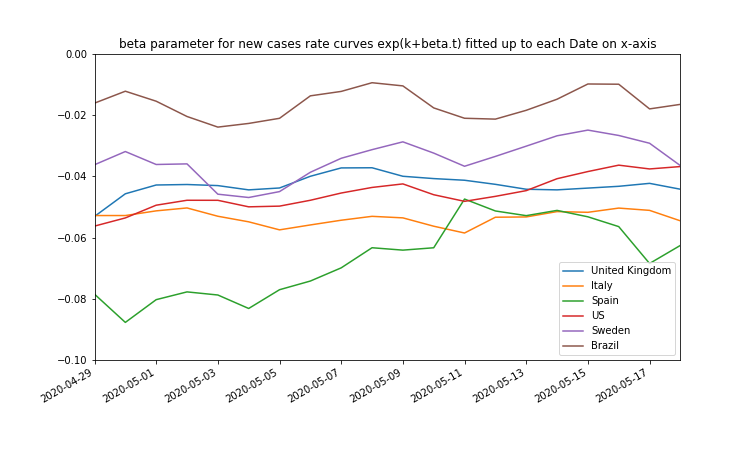 beta parameter for new cases rate curves exp(k+beta.t) fitted up to each Date on x-axis
0.00
−0.02
−0.04
−0.06
−0.08
−0.10
United Kingdom
Italy
Spain
US
Sweden
Brazil
2020-04-29
2020-05-01
2020-05-03
2020-05-05
2020-05-07
2020-05-09
2020-05-11
2020-05-13
2020-05-15
2020-05-17